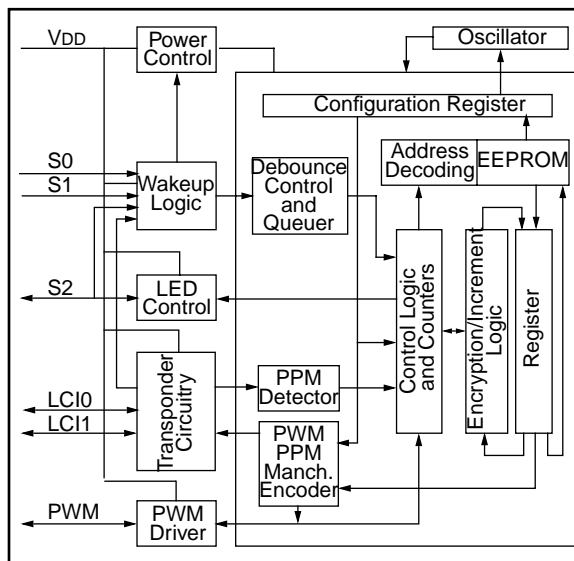 VDD
Power
Control
Oscillator
Configuration Register
S0
S1
Wakeup
Logic
Debounce
Control
and
Queuer
Address
Decoding
EEPROM
S2
LED
Control
Control Logic
and Counters
Encryption/Increment
Logic
Register
LCI0
LCI1
Transponder
Circuitry
PPM
Detector
PWM
PPM
Manch.
Encoder
PWM
PWM
Driver